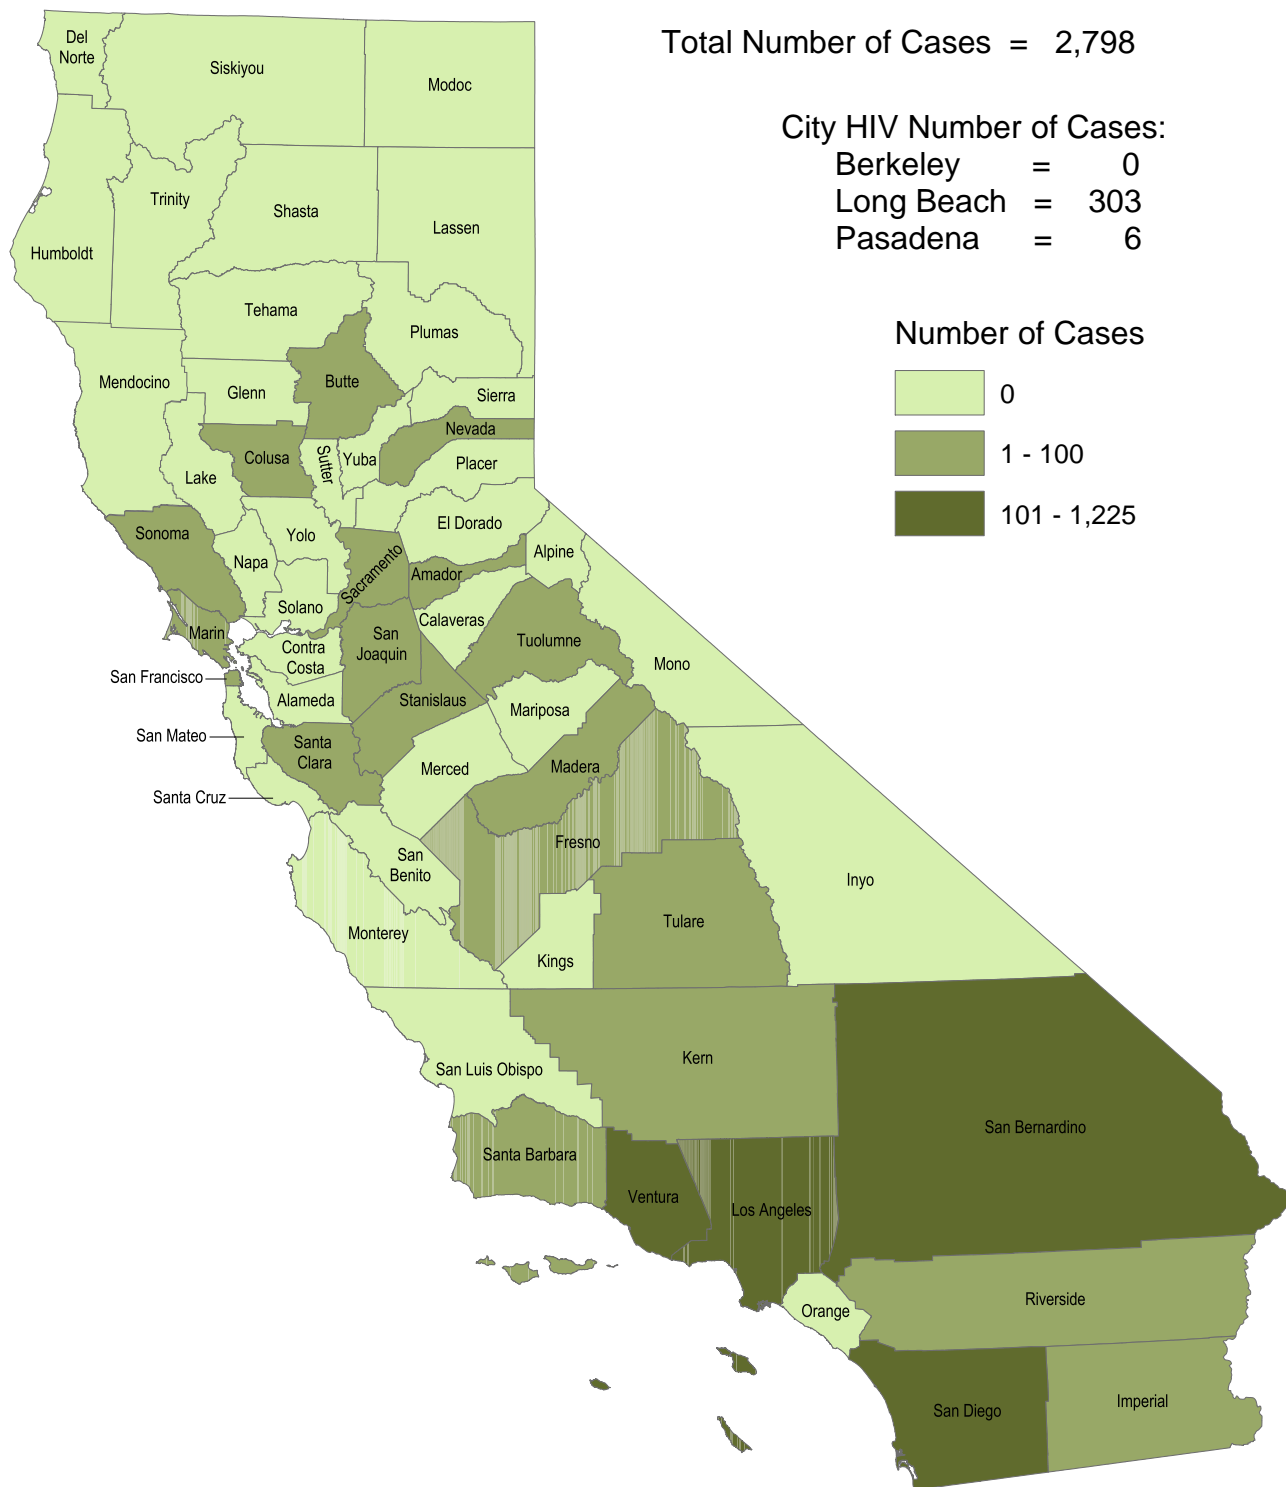 Total Number of Cases = 2,798
City HIV Number of Cases:
Berkeley = 0
Long Beach = 303
Pasadena = 6
Number of Cases
0
1 - 100
101 - 1,225
Del
Norte
Siskiyou
Modoc
Trinity
Shasta
Lassen
Humboldt
Tehama
Plumas
Mendocino
Glenn
Butte
Sierra
Nevada
Colusa
Sutter
Yuba
Placer
Lake
El Dorado
Sonoma
Yolo
Napa
Sacramento
Amador
Alpine
Solano
Calaveras
Marin
San
Joaquin
Tuolumne
Contra
Costa
Mono
San Francisco
Alameda
Stanislaus
Mariposa
San Mateo
Santa
Clara
Merced
Madera
Santa Cruz
Fresno
San
Benito
Inyo
Monterey
Tulare
Kings
San Luis Obispo
Kern
San Bernardino
Santa Barbara
Ventura
Los Angeles
Orange
Riverside
San Diego
Imperial